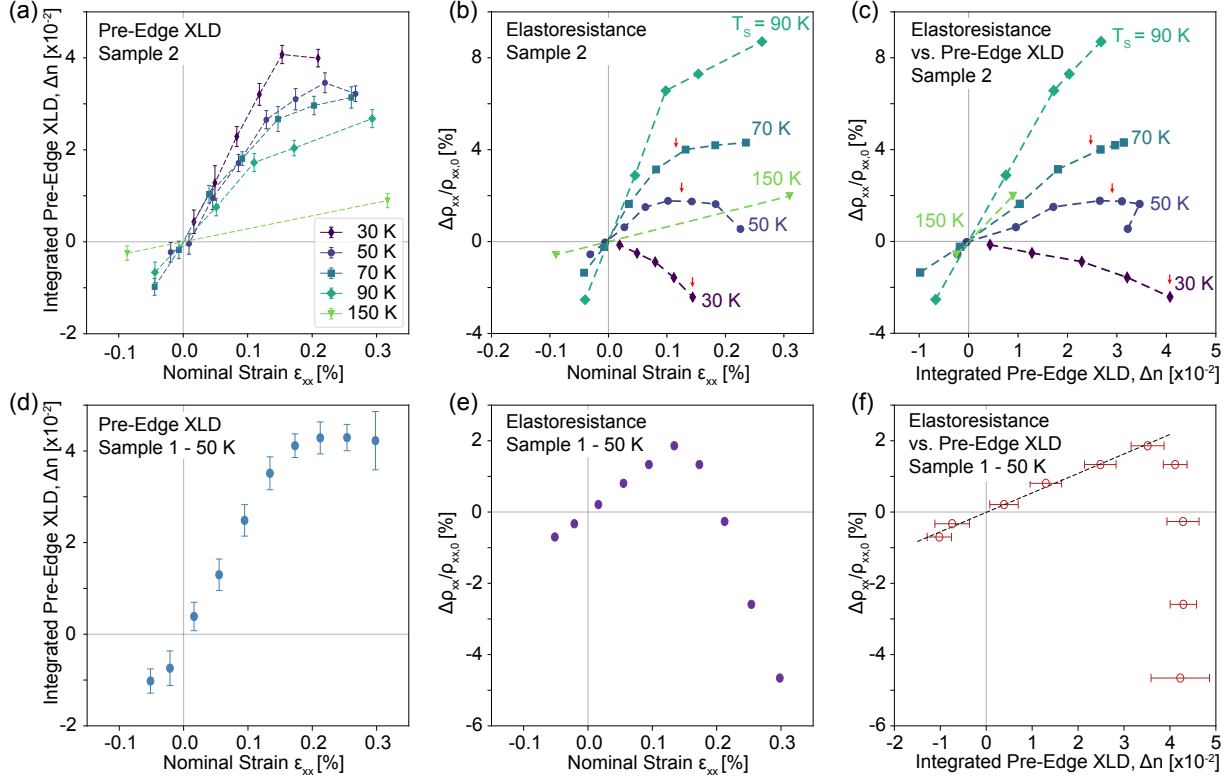 (a)
Pre-Edge XLD
Sample 2
Integrated Pre-Edge XLD, Δn [x10⁻²]
4
2
0
-2
30 K
50 K
70 K
90 K
150 K
-0.1 0.0 0.1 0.2 0.3
Nominal Strain εxx [%]
(b)
Elastoresistance
Sample 2
Δρxx/ρxx,0 [%]
8
4
0
-4
TS = 90 K
70 K
150 K
50 K
30 K
-0.2 -0.1 0.0 0.1 0.2 0.3
Nominal Strain εxx [%]
(c)
Elastoresistance
vs. Pre-Edge XLD
Sample 2
Δρxx/ρxx,0 [%]
8
4
0
-4
TS = 90 K
70 K
150 K
50 K
30 K
-1 0 1 2 3 4 5
Integrated Pre-Edge XLD, Δn [x10⁻²]
(d)
Pre-Edge XLD
Sample 1 - 50 K
Integrated Pre-Edge XLD, Δn [x10⁻²]
4
2
0
-2
-0.1 0.0 0.1 0.2 0.3
Nominal Strain εxx [%]
(e)
Elastoresistance
Sample 1 - 50 K
Δρxx/ρxx,0 [%]
2
0
-2
-4
-6
-0.1 0.0 0.1 0.2 0.3
Nominal Strain εxx [%]
(f)
Elastoresistance
vs. Pre-Edge XLD
Sample 1 - 50 K
Δρxx/ρxx,0 [%]
2
0
-2
-4
-6
-2 -1 0 1 2 3 4 5
Integrated Pre-Edge XLD, Δn [x10⁻²]